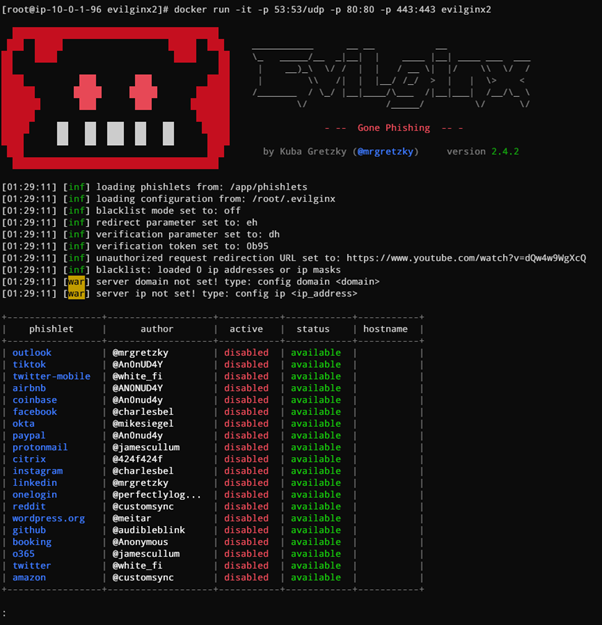 [root@ip-10-0-1-96 evilginx2]# docker run -it -p 53:53/udp -p 80:80 -p 443:443 evilginx2
- -- Gone Phishing -- -
by Kuba Gretzky (@mrgretzky) version 2.4.2
[01:29:11] [inf] loading phishlets from: /app/phishlets
[01:29:11] [inf] loading configuration from: /root/.evilginx
[01:29:11] [inf] blacklist mode set to: off
[01:29:11] [inf] redirect parameter set to: eh
[01:29:11] [inf] verification parameter set to: dh
[01:29:11] [inf] verification token set to: 0b95
[01:29:11] [inf] unauthorized request redirection URL set to: https://www.youtube.com/watch?v=dQw4w9WgXcQ
[01:29:11] [inf] blacklist: loaded 0 ip addresses or ip masks
[01:29:11] [war] server domain not set! type: config domain <domain>
[01:29:11] [war] server ip not set! type: config ip <ip_address>
| phishlet | author | active | status | hostname |
| outlook | @mrgretzky | disabled | available | |
| tiktok | @An0nUD4Y | disabled | available | |
| twitter-mobile | @white_fi | disabled | available | |
| airbnb | @AN0NUD4Y | disabled | available | |
| coinbase | @An0nud4y | disabled | available | |
| facebook | @charlesbel | disabled | available | |
| okta | @mikesiegel | disabled | available | |
| paypal | @An0nud4y | disabled | available | |
| protonmail | @jamescullum | disabled | available | |
| citrix | @424f424f | disabled | available | |
| instagram | @charlesbel | disabled | available | |
| linkedin | @mrgretzky | disabled | available | |
| onelogin | @perfectlylog... | disabled | available | |
| reddit | @customsync | disabled | available | |
| wordpress.org | @meitar | disabled | available | |
| github | @audibleblink | disabled | available | |
| booking | @Anonymous | disabled | available | |
| o365 | @jamescullum | disabled | available | |
| twitter | @white_fi | disabled | available | |
| amazon | @customsync | disabled | available | |
: